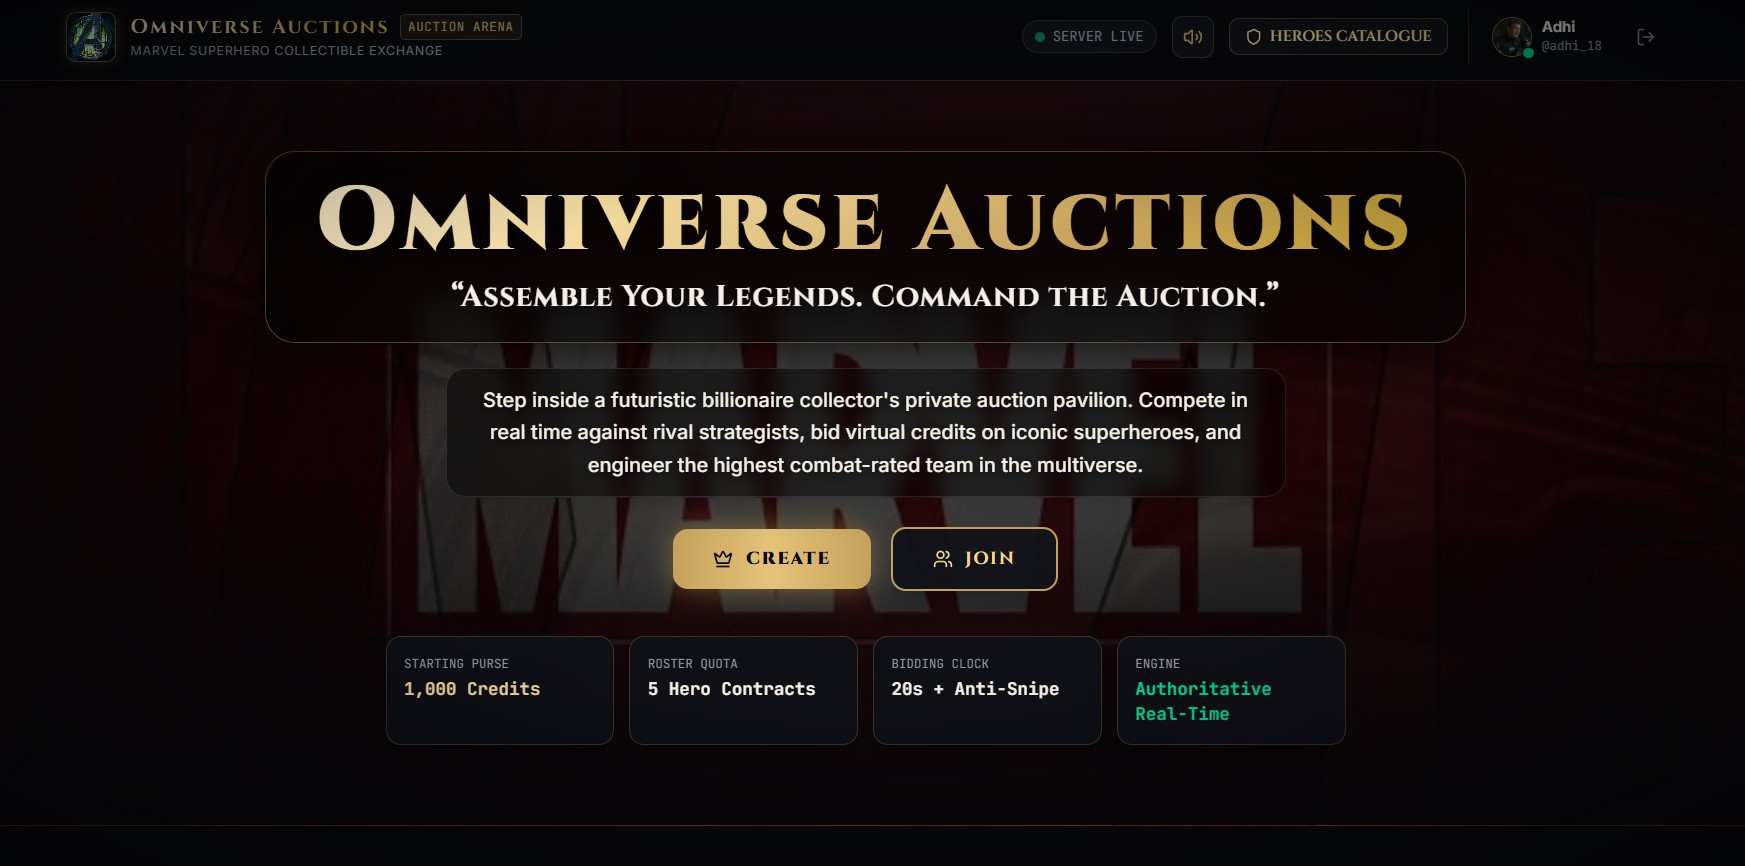 Omniverse Auctions
AUCTION ARENA
MARVEL SUPERHERO COLLECTIBLE EXCHANGE
SERVER LIVE
HEROES CATALOGUE
Adhi
@adhi_18
Omniverse Auctions
“Assemble Your Legends. Command the Auction.”
MARVEL
Step inside a futuristic billionaire collector's private auction pavilion. Compete in
real time against rival strategists, bid virtual credits on iconic superheroes, and
engineer the highest combat-rated team in the multiverse.
CREATE
JOIN
STARTING PURSE
1,000 Credits
ROSTER QUOTA
5 Hero Contracts
BIDDING CLOCK
20s + Anti-Snipe
ENGINE
Authoritative
Real-Time